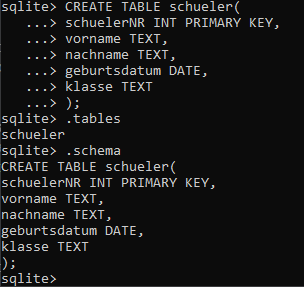 sqlite> CREATE TABLE schueler(
   ...> schuelerNR INT PRIMARY KEY,
   ...> vorname TEXT,
   ...> nachname TEXT,
   ...> geburtsdatum DATE,
   ...> klasse TEXT
   ...> );
sqlite> .tables
schueler
sqlite> .schema
CREATE TABLE schueler(
schuelerNR INT PRIMARY KEY,
vorname TEXT,
nachname TEXT,
geburtsdatum DATE,
klasse TEXT
);
sqlite>